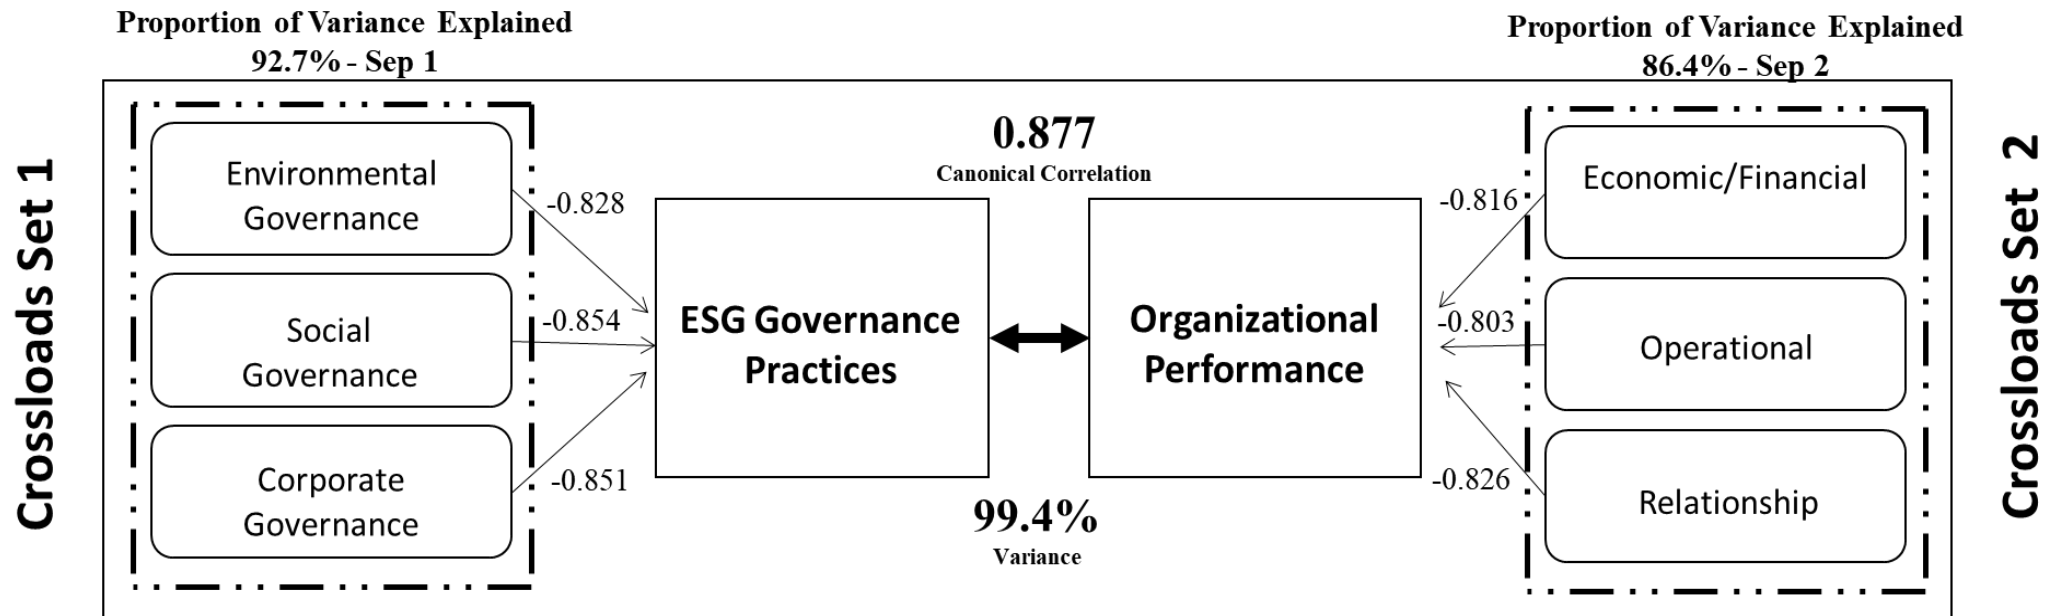 Proportion of Variance Explained
92.7% - Sep 1
Proportion of Variance Explained
86.4% - Sep 2
Crossloads Set 1
Environmental
Governance
Social
Governance
Corporate
Governance
-0.828
-0.854
-0.851
0.877
Canonical Correlation
ESG Governance
Practices
Organizational
Performance
99.4%
Variance
-0.816
-0.803
-0.826
Economic/Financial
Operational
Relationship
Crossloads Set 2